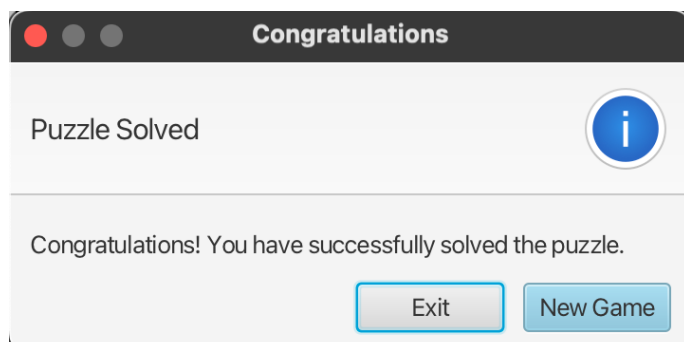 Congratulations
Puzzle Solved
i
Congratulations! You have successfully solved the puzzle.
Exit
New Game